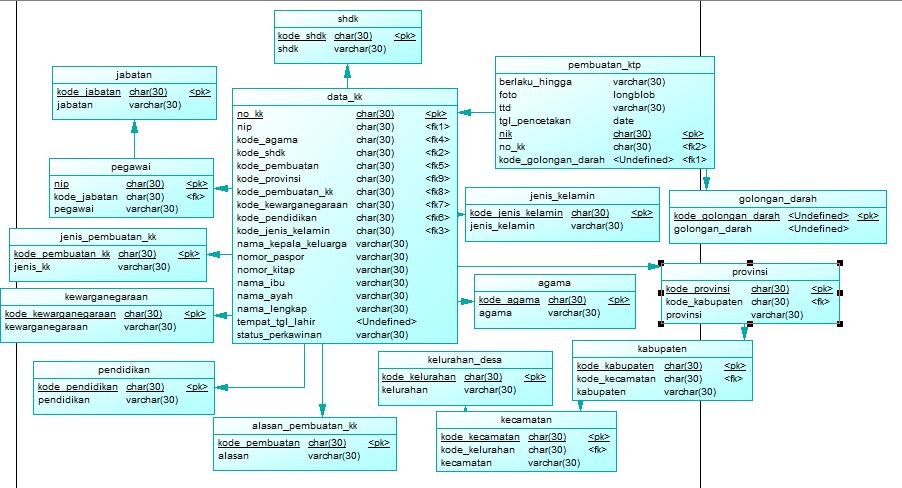 shdk
kode_shdk char(30) <pk>
shdk varchar(30)
jabatan
kode_jabatan char(30) <pk>
jabatan varchar(30)
data_kk
no_kk char(30) <pk>
nip char(30) <fk1>
kode_agama char(30) <fk4>
kode_shdk char(30) <fk2>
kode_pembuatan char(30) <fk5>
kode_provinsi char(30) <fk9>
kode_pembuatan_kk char(30) <fk8>
kode_kewarganegaraan char(30) <fk7>
kode_pendidikan char(30) <fk6>
kode_jenis_kelamin char(30) <fk3>
nama_kepala_keluarga varchar(30)
nomor_paspor varchar(30)
nomor_kitap varchar(30)
nama_ibu varchar(30)
nama_ayah varchar(30)
nama_lengkap varchar(30)
tempat_tgl_lahir <Undefined>
status_perkawinan varchar(30)
pembuatan_ktp
berlaku_hingga varchar(30)
foto longblob
ttd varchar(30)
tgl_pencetakan date
nik char(30) <pk>
no_kk char(30) <fk2>
kode_golongan_darah <Undefined> <fk1>
pegawai
nip char(30) <pk>
kode_jabatan char(30) <fk>
pegawai varchar(30)
jenis_kelamin
kode_jenis_kelamin char(30) <pk>
jenis_kelamin varchar(30)
golongan_darah
kode_golongan_darah <Undefined> <pk>
golongan_darah <Undefined>
jenis_pembuatan_kk
kode_pembuatan_kk char(30) <pk>
jenis_kk varchar(30)
agama
kode_agama char(30) <pk>
agama varchar(30)
provinsi
kode_provinsi char(30) <pk>
kode_kabupaten char(30) <fk>
provinsi varchar(30)
kewarganegaraan
kode_kewarganegaraan char(30) <pk>
kewarganegaraan varchar(30)
kelurahan_desa
kode_kelurahan char(30) <pk>
kelurahan varchar(30)
kabupaten
kode_kabupaten char(30) <pk>
kode_kecamatan char(30) <fk>
kabupaten varchar(30)
pendidikan
kode_pendidikan char(30) <pk>
pendidikan varchar(30)
alasan_pembuatan_kk
kode_pembuatan char(30) <pk>
alasan varchar(30)
kecamatan
kode_kecamatan char(30) <pk>
kode_kelurahan char(30) <fk>
kecamatan varchar(30)